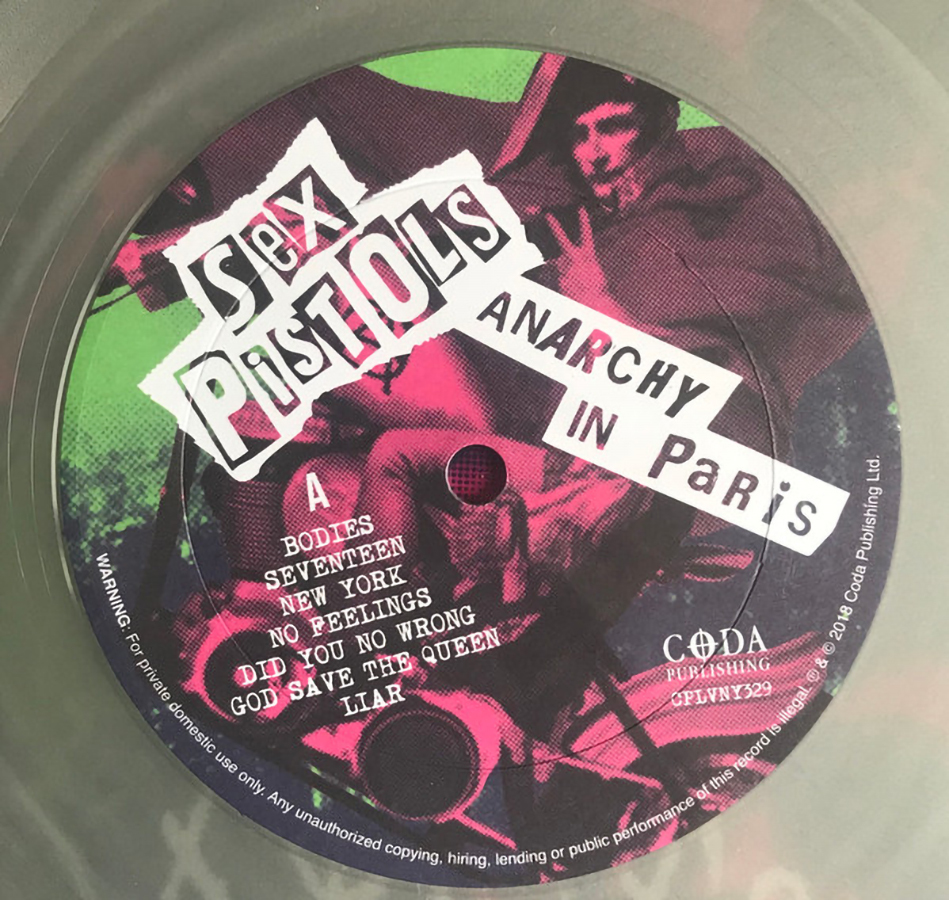 Sex
PiSTOLS
ANARCHY
IN PaRiS
A
BODIES
SEVENTEEN
NEW YORK
NO FEELINGS
DID YOU NO WRONG
GOD SAVE THE QUEEN
LIAR
CODA
PUBLISHING
CPLVNY329
WARNING: For private domestic use only. Any unauthorized copying, hiring, lending or public performance of this record is illegal. ℗ & © 2018 Coda Publishing Ltd.